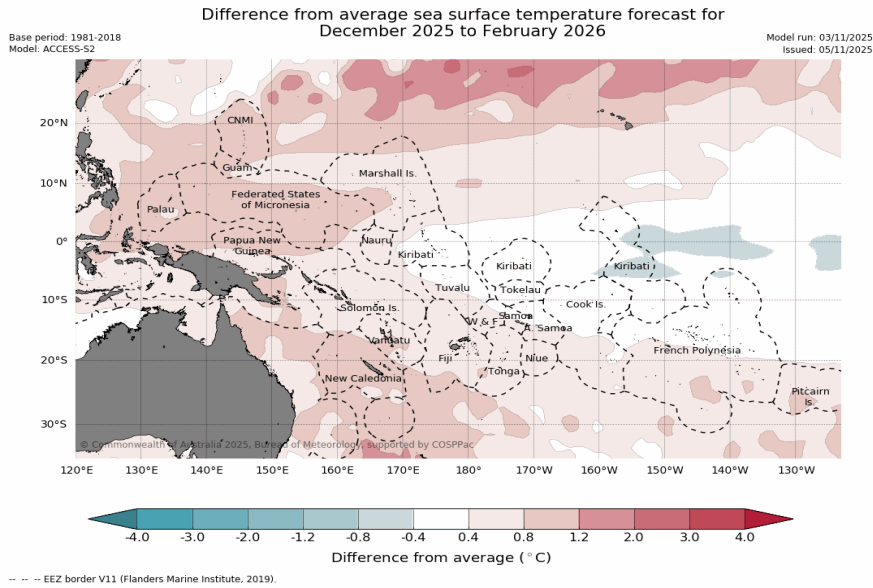 Difference from average sea surface temperature forecast for
December 2025 to February 2026
Base period: 1981-2018
Model: ACCESS-S2
Model run: 03/11/2025
Issued: 05/11/2025
20°N
10°N
0°
10°S
20°S
30°S
CNMI
Guam
Marshall Is.
Federated States
of Micronesia
Palau
Papua New
Guinea
Nauru
Kiribati
Kiribati
Kiribati
Tuvalu
Tokelau
Solomon Is.
Cook Is.
Samoa
W & F
A. Samoa
Vanuatu
Fiji
Niue
French Polynesia
Tonga
New Caledonia
Pitcairn
Is.
© Commonwealth of Australia 2025, Bureau of Meteorology, supported by COSPPac
120°E 130°E 140°E 150°E 160°E 170°E 180° 170°W 160°W 150°W 140°W 130°W
-4.0 -3.0 -2.0 -1.2 -0.8 -0.4 0.4 0.8 1.2 2.0 3.0 4.0
Difference from average (°C)
-- -- -- EEZ border V11 (Flanders Marine Institute, 2019).